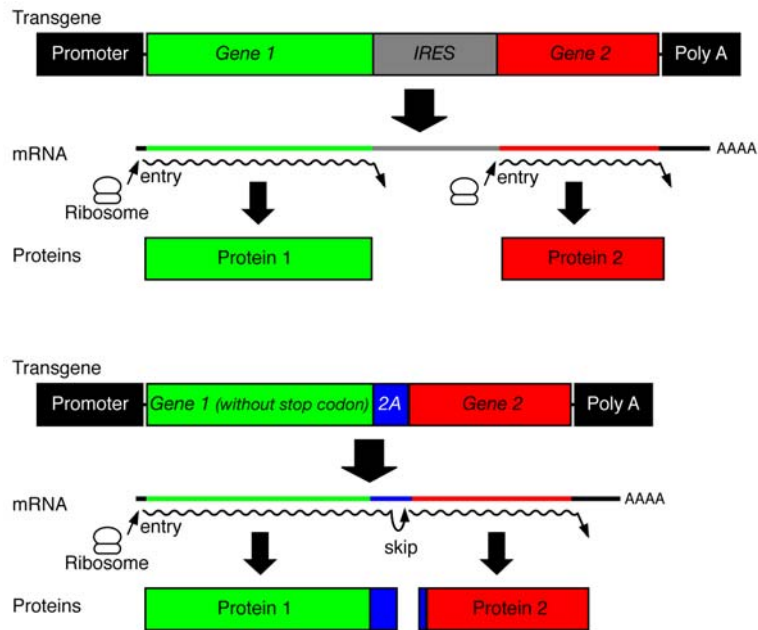 Transgene
Promoter Gene 1 IRES Gene 2 Poly A
mRNA AAAA
entry entry
Ribosome
Proteins Protein 1 Protein 2
Transgene
Promoter Gene 1 (without stop codon) 2A Gene 2 Poly A
mRNA AAAA
entry skip
Ribosome
Proteins Protein 1 Protein 2